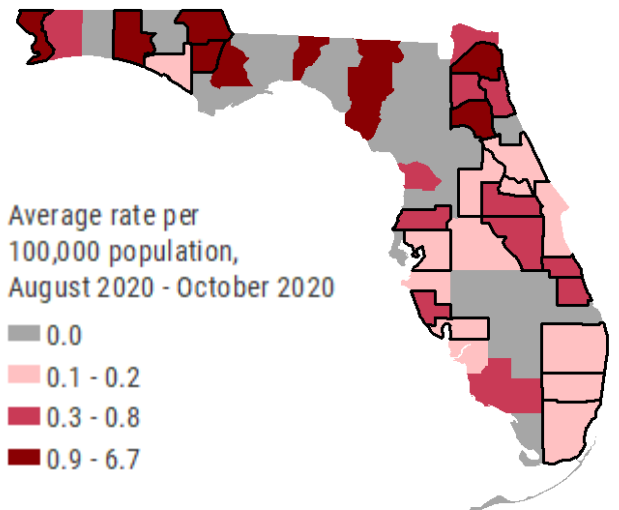 Average rate per
100,000 population,
August 2020 - October 2020
0.0
0.1 - 0.2
0.3 - 0.8
0.9 - 6.7